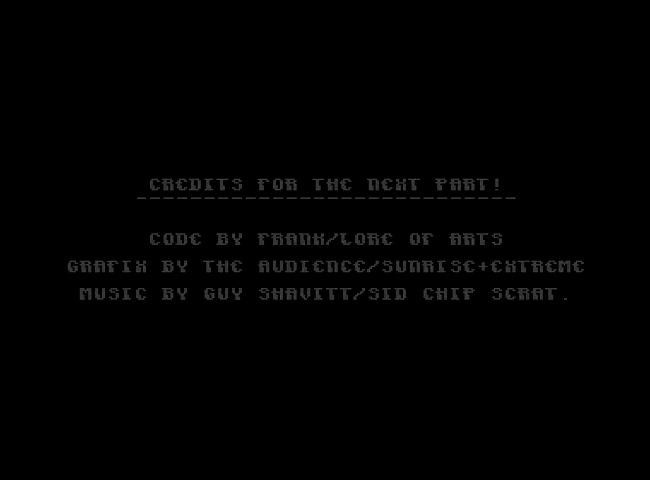 CREDITS FOR THE NEXT PART!
----------------------------
CODE BY FRANK/LORE OF ARTS
GRAFIX BY THE AUDIENCE/SUNRISE+EXTREME
MUSIC BY GUY SHAVITT/SID CHIP SCRAT.